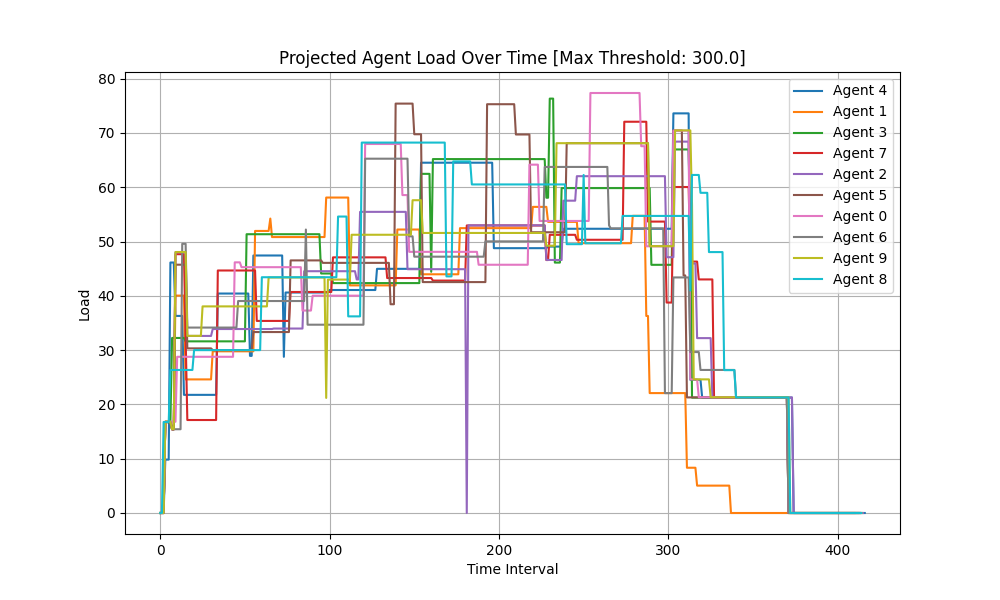 Projected Agent Load Over Time [Max Threshold: 300.0]
80
70
60
50
40
30
20
10
0
Load
0 100 200 300 400
Time Interval
Agent 4
Agent 1
Agent 3
Agent 7
Agent 2
Agent 5
Agent 0
Agent 6
Agent 9
Agent 8